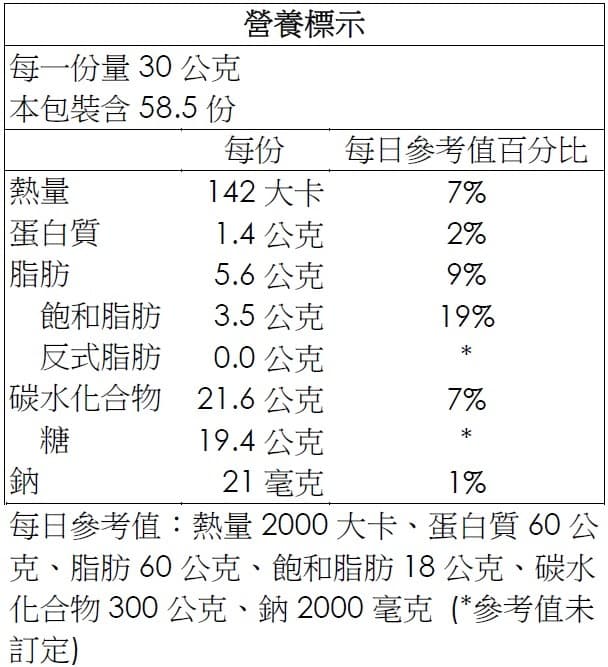 營養標示
每一份量 30 公克
本包裝含 58.5 份
每份 每日參考值百分比
熱量 142 大卡 7%
蛋白質 1.4 公克 2%
脂肪 5.6 公克 9%
飽和脂肪 3.5 公克 19%
反式脂肪 0.0 公克 *
碳水化合物 21.6 公克 7%
糖 19.4 公克 *
鈉 21 毫克 1%
每日參考值：熱量 2000 大卡、蛋白質 60 公
克、脂肪 60 公克、飽和脂肪 18 公克、碳水
化合物 300 公克、鈉 2000 毫克 (*參考值未
訂定)